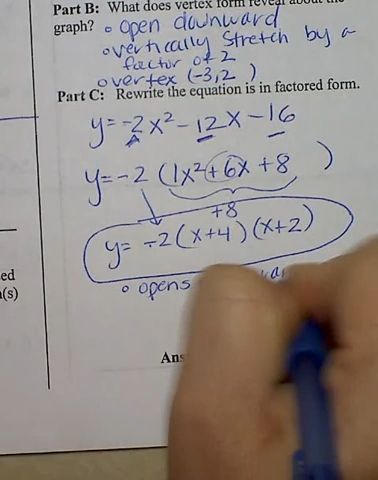 Part B: What does vertex form reveal about the
graph? • open downward
• vertically stretch by a
factor of 2
• vertex (-3,2)
Part C: Rewrite the equation is in factored form.
y=-2x²-12x-16
y=-2(1x²+6x+8)
+8
y=-2(x+4)(x+2)
ed
(s)
• opens
Ans